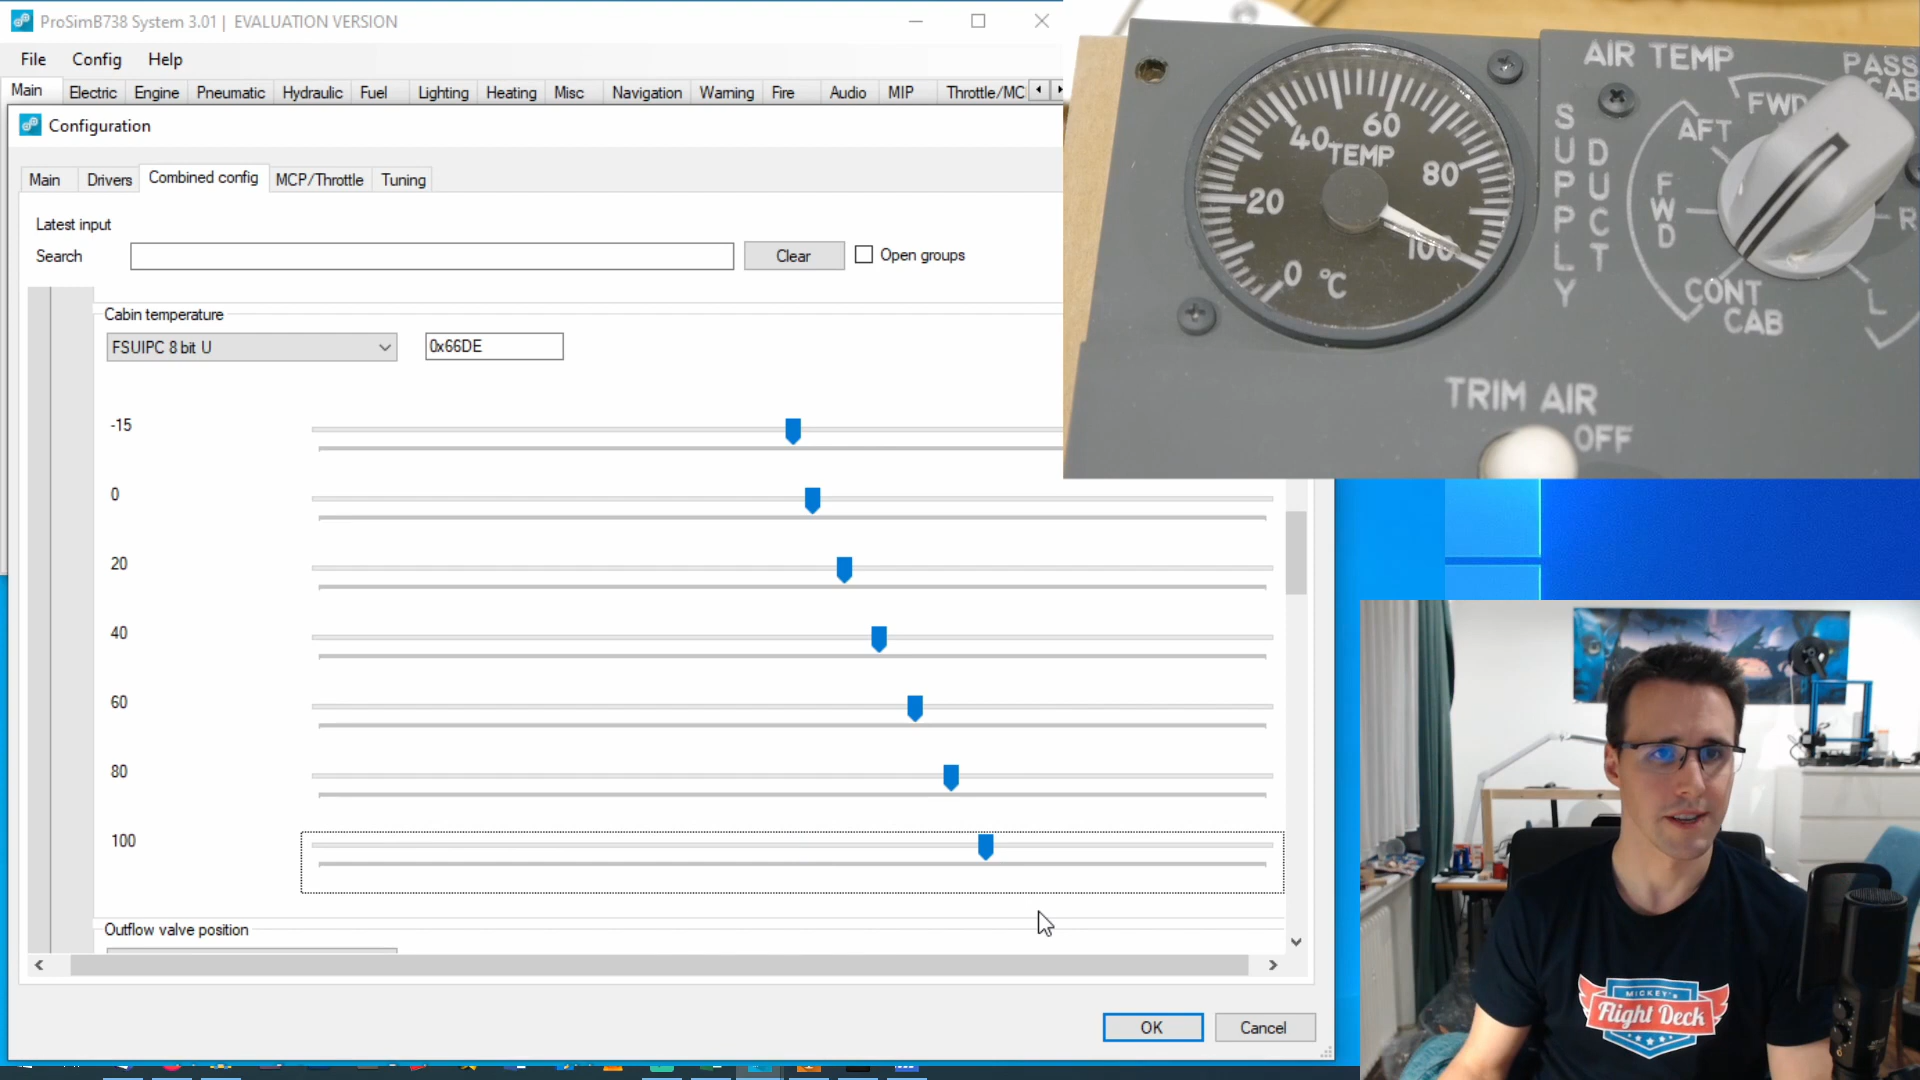 ProSimB738 System 3.01 | EVALUATION VERSION
File Config Help
Main Electric Engine Pneumatic Hydraulic Fuel Lighting Heating Misc Navigation Warning Fire Audio MIP Throttle/MC
Configuration
Main Drivers Combined config MCP/Throttle Tuning
Latest input
Search Clear Open groups
Cabin temperature
FSUIPC 8 bit U 0x66DE
-15
0
20
40
60
80
100
Outflow valve position
OK Cancel
0 20 40 60 80 100
TEMP
°C
AIR TEMP
SUPPLY
DUCT
AFT FWD
PASS
CAB
FWD
R
L
CONT
CAB
TRIM AIR
OFF
MICKEY's
Flight Deck